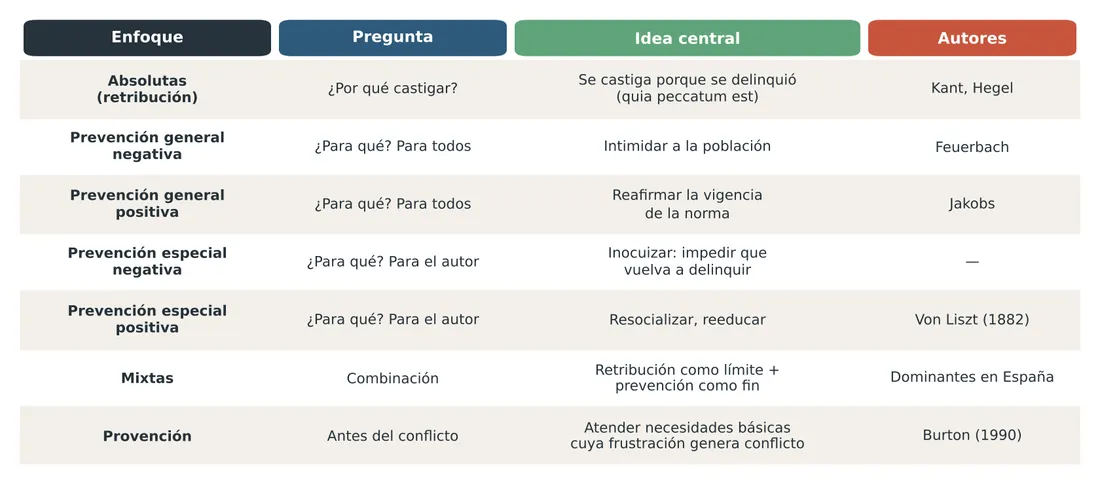 Enfoque Pregunta Idea central Autores
Absolutas
(retribución)
¿Por qué castigar?
Se castiga porque se delinquió
(quia peccatum est)
Kant, Hegel
Prevención general
negativa
¿Para qué? Para todos
Intimidar a la población
Feuerbach
Prevención general
positiva
¿Para qué? Para todos
Reafirmar la vigencia
de la norma
Jakobs
Prevención especial
negativa
¿Para qué? Para el autor
Inocuizar: impedir que
vuelva a delinquir
—
Prevención especial
positiva
¿Para qué? Para el autor
Resocializar, reeducar
Von Liszt (1882)
Mixtas
Combinación
Retribución como límite +
prevención como fin
Dominantes en España
Provención
Antes del conflicto
Atender necesidades básicas
cuya frustración genera conflicto
Burton (1990)